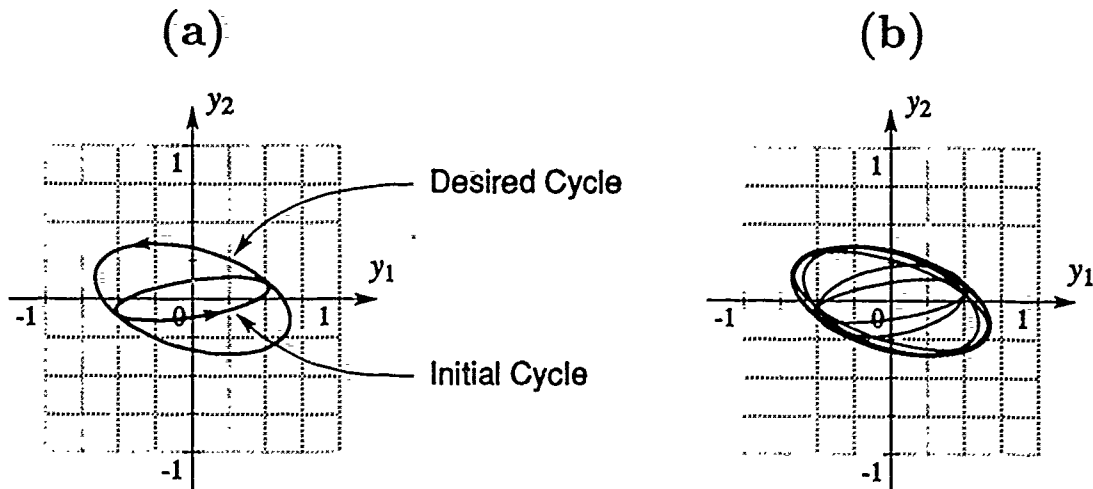 (a)
y₂
1
Desired Cycle
y₁
-1
0
1
Initial Cycle
-1
(b)
y₂
1
y₁
-1
0
1
-1